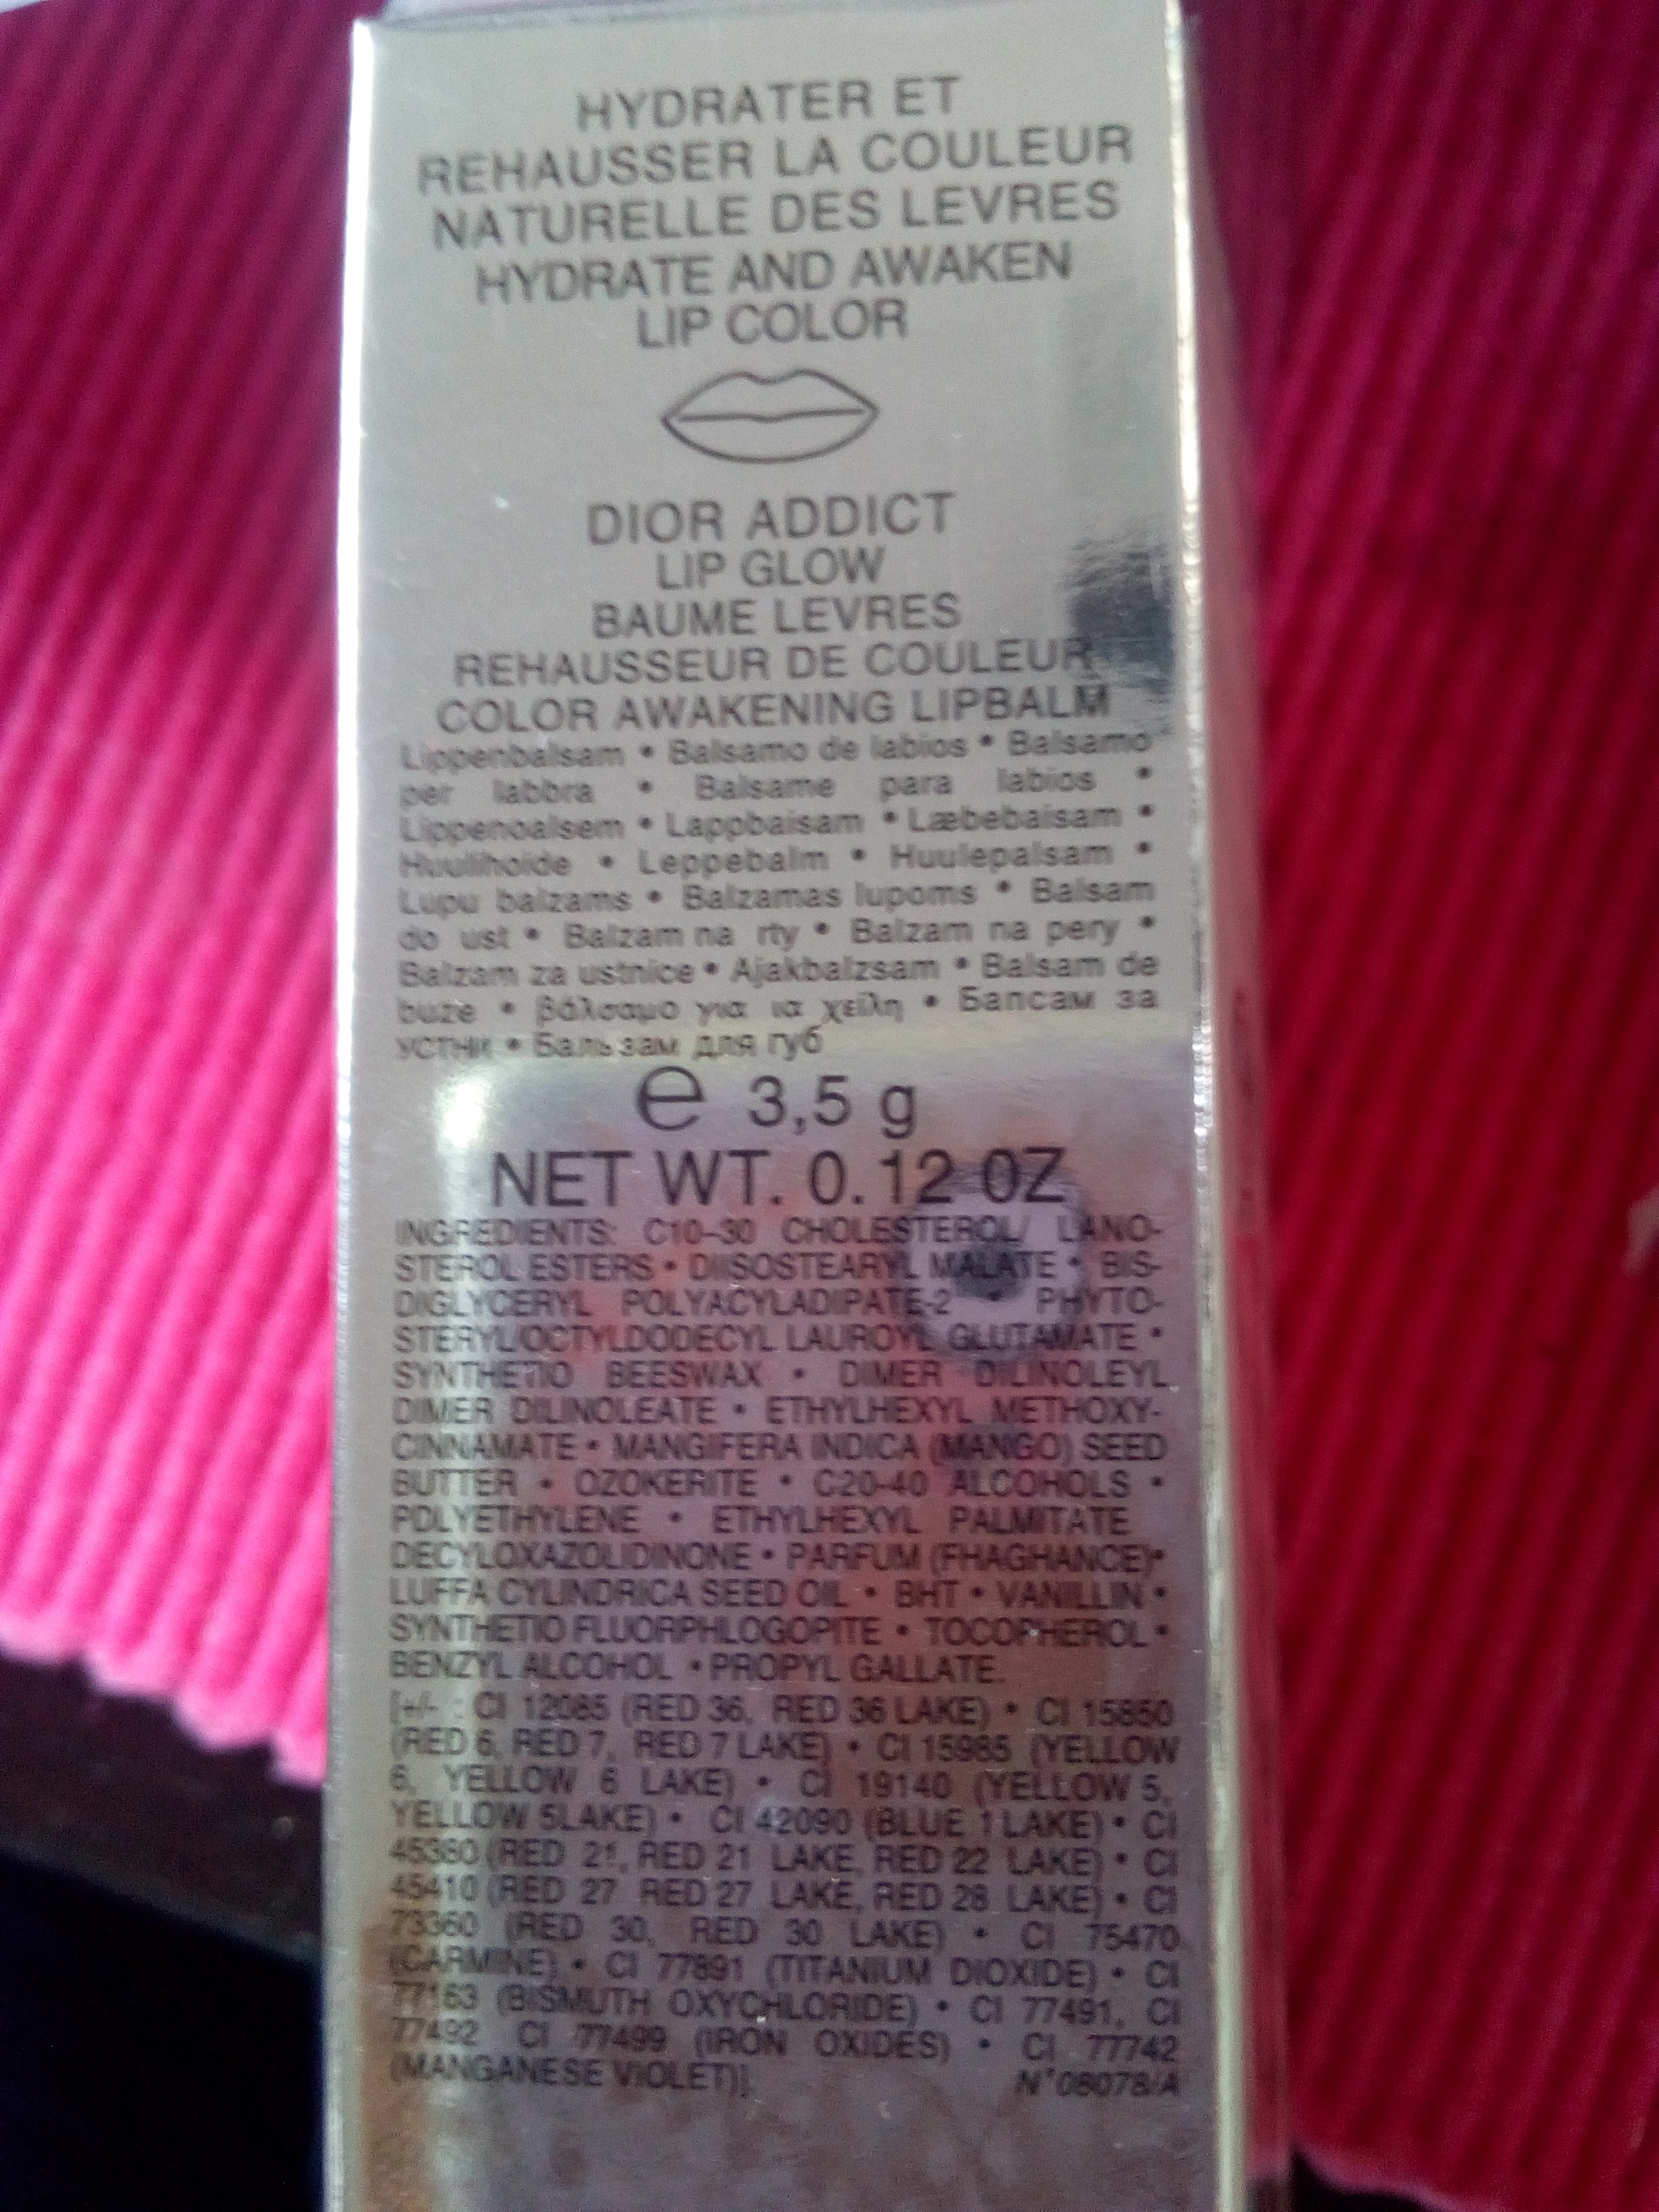 HYDRATER ET
REHAUSSER LA COULEUR
NATURELLE DES LEVRES
HYDRATE AND AWAKEN
LIP COLOR
DIOR ADDICT
LIP GLOW
BAUME LEVRES
REHAUSSEUR DE COULEUR
COLOR AWAKENING LIPBALM
Lippenbalsam • Balsamo de labios • Balsamo
per labbra • Balsame para labios •
Lippenoalsem • Lappbaisam • Læbebaisam •
Huulihoide • Leppebalm • Huulepalsam •
Lupu balzams • Balzamas lupoms • Balsam
do ust • Balzam na rty • Balzam na pery •
Balzam za ustnice • Ajakbalzsam • Balsam de
buze • βάλσαμο για ια χείλη • Бапсам за
устни • Бальзам для губ
e 3,5 g
NET WT. 0.12 OZ
INGREDIENTS: C10-30 CHOLESTEROL/ LANO-
STEROL ESTERS • DIISOSTEARYL MALATE • BIS-
DIGLYCERYL POLYACYLADIPATE-2 • PHYTO-
STERYL/OCTYLDODECYL LAUROYL GLUTAMATE •
SYNTHETIO BEESWAX • DIMER DILINOLEYL
DIMER DILINOLEATE • ETHYLHEXYL METHOXY-
CINNAMATE • MANGIFERA INDICA (MANGO) SEED
BUTTER • OZOKERITE • C20-40 ALCOHOLS •
POLYETHYLENE • ETHYLHEXYL PALMITATE
DECYLOXAZOLIDINONE • PARFUM (FHAGHANCE)•
LUFFA CYLINDRICA SEED OIL • BHT • VANILLIN •
SYNTHETIO FLUORPHLOGOPITE • TOCOPHEROL •
BENZYL ALCOHOL • PROPYL GALLATE.
[+/- : CI 12085 (RED 36, RED 36 LAKE) • CI 15850
(RED 6, RED 7, RED 7 LAKE) • CI 15985 (YELLOW
6, YELLOW 6 LAKE) • CI 19140 (YELLOW 5,
YELLOW 5LAKE) • CI 42090 (BLUE 1 LAKE) • CI
45380 (RED 21, RED 21 LAKE, RED 22 LAKE) • CI
45410 (RED 27 RED 27 LAKE, RED 28 LAKE) • CI
73360 (RED 30, RED 30 LAKE) • CI 75470
(CARMINE) • CI 77891 (TITANIUM DIOXIDE) • CI
77163 (BISMUTH OXYCHLORIDE) • CI 77491, CI
77492 CI 77499 (IRON OXIDES) • CI 77742
(MANGANESE VIOLET)]
N°08078/A